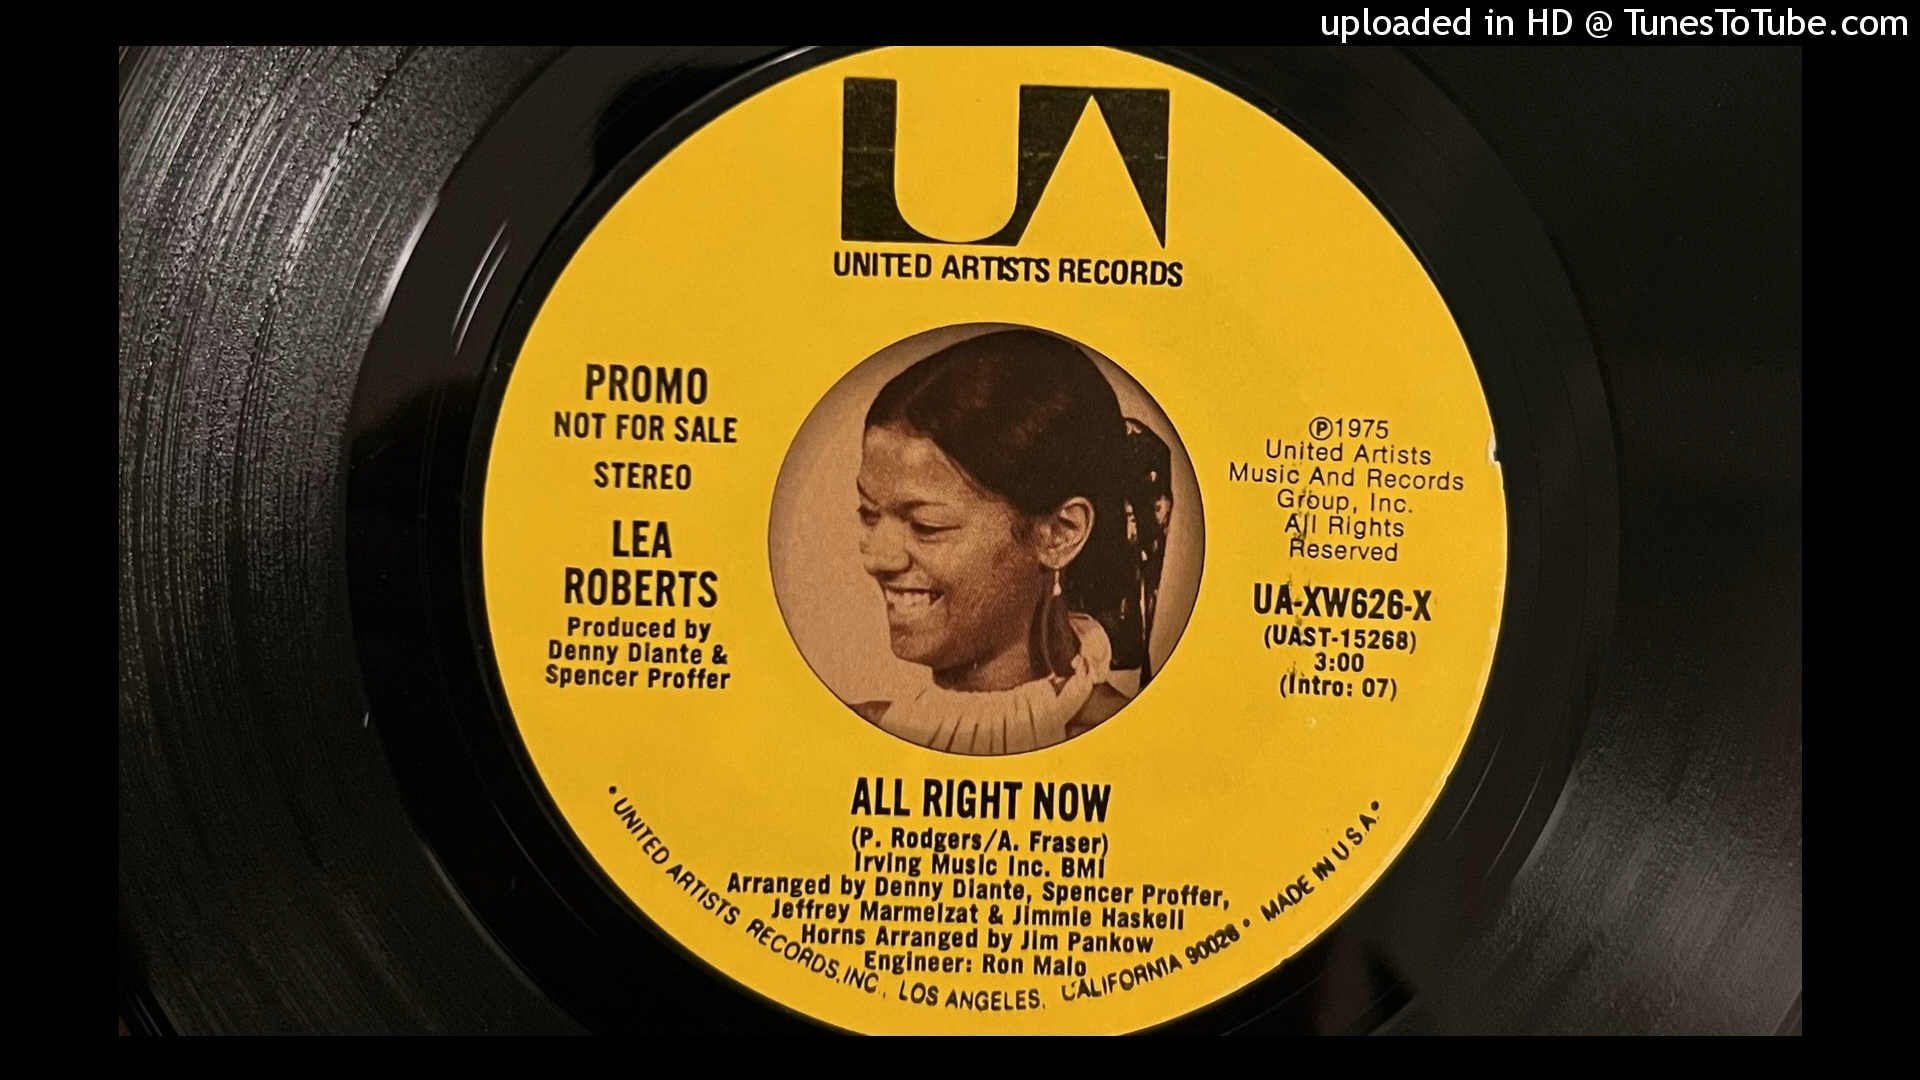 uploaded in HD @ TunesToTube.com
UA
UNITED ARTISTS RECORDS
PROMO
NOT FOR SALE
STEREO
LEA
ROBERTS
Produced by
Denny Diante &
Spencer Proffer
℗1975
United Artists
Music And Records
Group, Inc.
All Rights
Reserved
UA-XW626-X
(UAST-15268)
3:00
(Intro: 07)
ALL RIGHT NOW
(P. Rodgers/A. Fraser)
Irving Music Inc. BMI
Arranged by Denny Diante, Spencer Proffer,
Jeffrey Marmelzat & Jimmie Haskell
Horns Arranged by Jim Pankow
Engineer: Ron Malo
• UNITED ARTISTS RECORDS, INC., LOS ANGELES, CALIFORNIA 90028 • MADE IN U.S.A. •